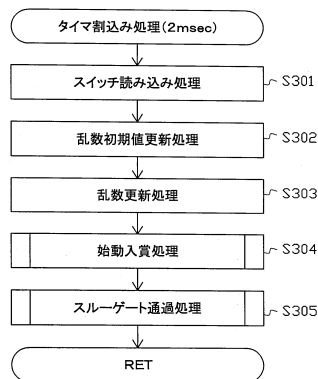 タイマ割込み処理(2msec)
スイッチ読み込み処理
S301
乱数初期値更新処理
S302
乱数更新処理
S303
始動入賞処理
S304
スルーゲート通過処理
S305
RET